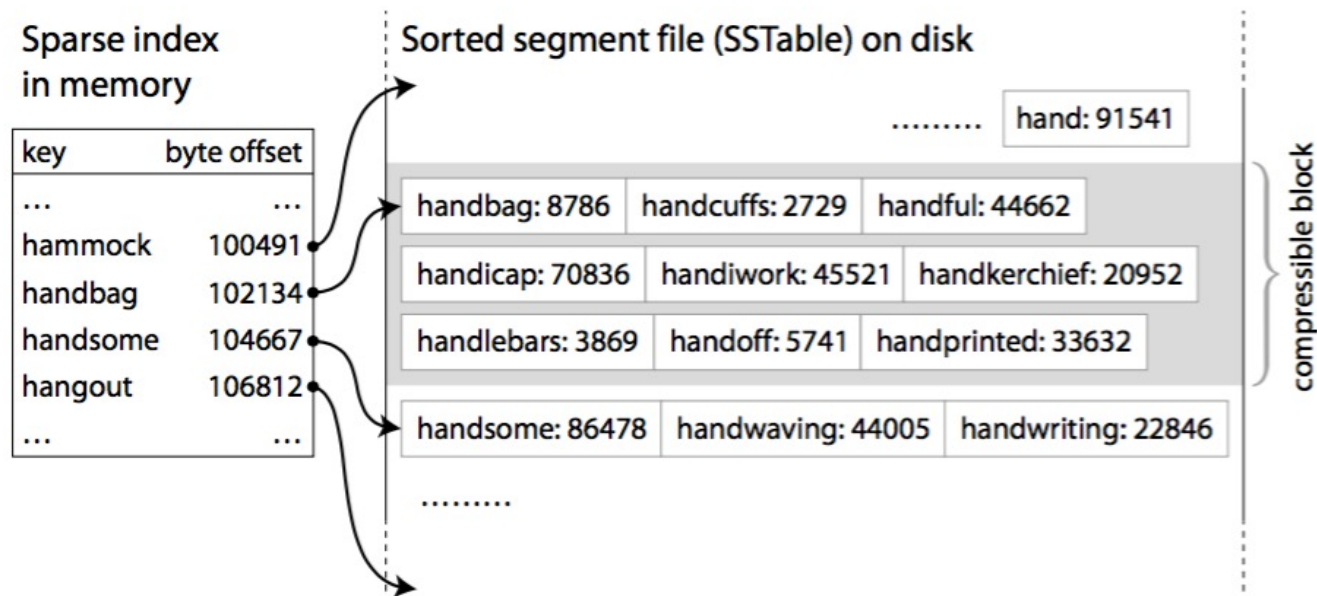 Sparse index
in memory
key byte offset
... ...
hammock 100491
handbag 102134
handsome 104667
hangout 106812
... ...
Sorted segment file (SSTable) on disk
......... hand: 91541
handbag: 8786 handcuffs: 2729 handful: 44662
handicap: 70836 handiwork: 45521 handkerchief: 20952
handlebars: 3869 handoff: 5741 handprinted: 33632
handsome: 86478 handwaving: 44005 handwriting: 22846
.........
compressible block